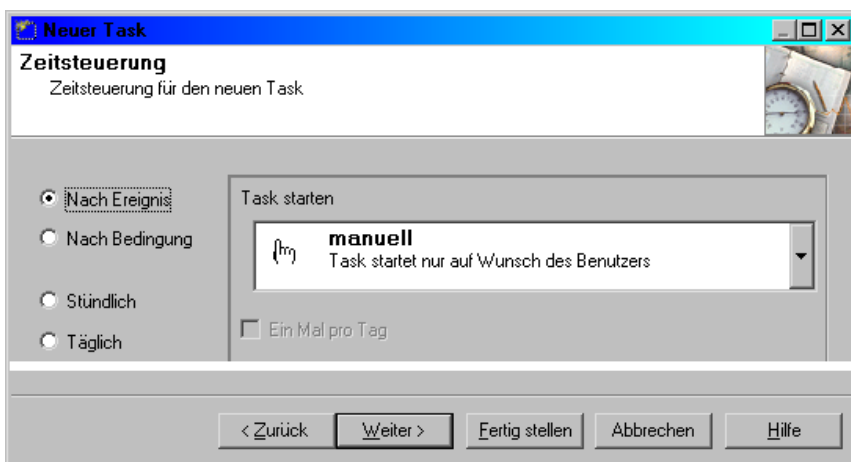 Neuer Task
Zeitsteuerung
Zeitsteuerung für den neuen Task
Nach Ereignis
Nach Bedingung
Stündlich
Täglich
Task starten
manuell
Task startet nur auf Wunsch des Benutzers
Ein Mal pro Tag
< Zurück Weiter > Fertig stellen Abbrechen Hilfe